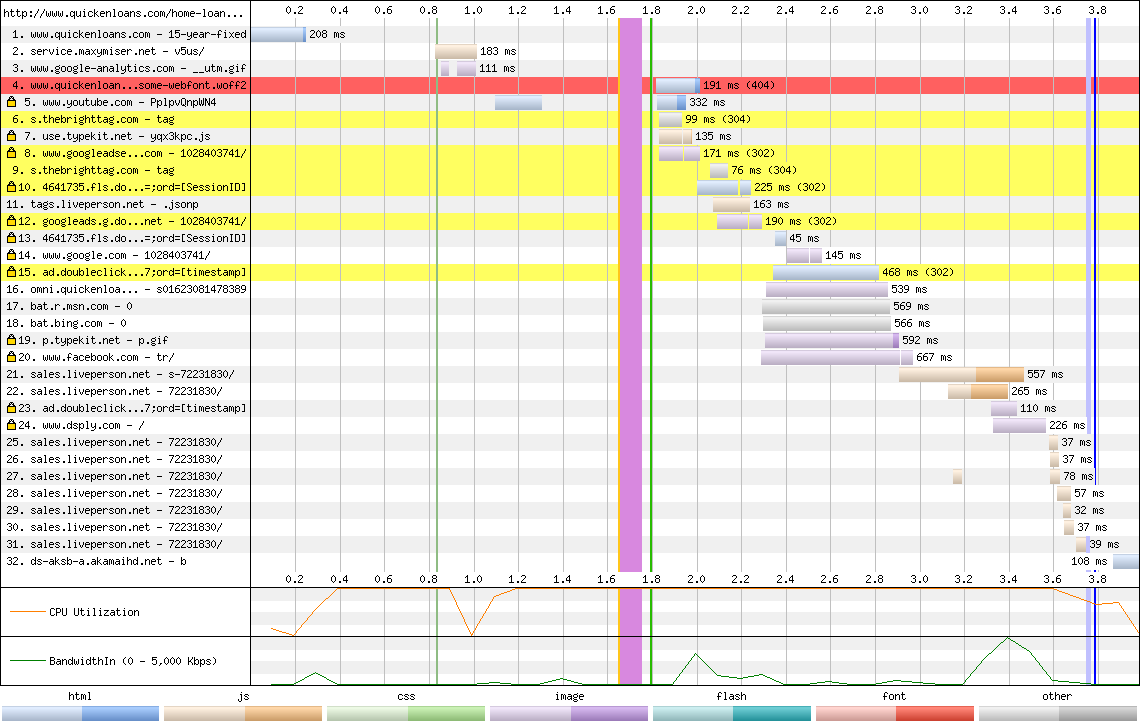 http://www.quickenloans.com/home-loan... 0.2 0.4 0.6 0.8 1.0 1.2 1.4 1.6 1.8 2.0 2.2 2.4 2.6 2.8 3.0 3.2 3.4 3.6 3.8
1. www.quickenloans.com - 15-year-fixed 208 ms
2. service.maxymiser.net - v5us/ 183 ms
3. www.google-analytics.com - __utm.gif 111 ms
4. www.quickenloan...some-webfont.woff2 191 ms (404)
5. www.youtube.com - PplpvQnpWN4 332 ms
6. s.thebrighttag.com - tag 99 ms (304)
7. use.typekit.net - yqx3kpc.js 135 ms
8. www.googleadse...com - 1028403741/ 171 ms (302)
9. s.thebrighttag.com - tag 76 ms (304)
10. 4641735.fls.do...=;ord=[SessionID] 225 ms (302)
11. tags.liveperson.net - .jsonp 163 ms
12. googleads.g.do...net - 1028403741/ 190 ms (302)
13. 4641735.fls.do...=;ord=[SessionID] 45 ms
14. www.google.com - 1028403741/ 145 ms
15. ad.doubleclick...7;ord=[timestamp] 468 ms (302)
16. omni.quickenloa... - s01623081478389 539 ms
17. bat.r.msn.com - 0 569 ms
18. bat.bing.com - 0 566 ms
19. p.typekit.net - p.gif 592 ms
20. www.facebook.com - tr/ 667 ms
21. sales.liveperson.net - s-72231830/ 557 ms
22. sales.liveperson.net - 72231830/ 265 ms
23. ad.doubleclick...7;ord=[timestamp] 110 ms
24. www.dsply.com - / 226 ms
25. sales.liveperson.net - 72231830/ 37 ms
26. sales.liveperson.net - 72231830/ 37 ms
27. sales.liveperson.net - 72231830/ 78 ms
28. sales.liveperson.net - 72231830/ 57 ms
29. sales.liveperson.net - 72231830/ 32 ms
30. sales.liveperson.net - 72231830/ 37 ms
31. sales.liveperson.net - 72231830/ 39 ms
32. ds-aksb-a.akamaihd.net - b 108 ms
0.2 0.4 0.6 0.8 1.0 1.2 1.4 1.6 1.8 2.0 2.2 2.4 2.6 2.8 3.0 3.2 3.4 3.6 3.8
CPU Utilization
BandwidthIn (0 - 5,000 Kbps)
html js css image flash font other